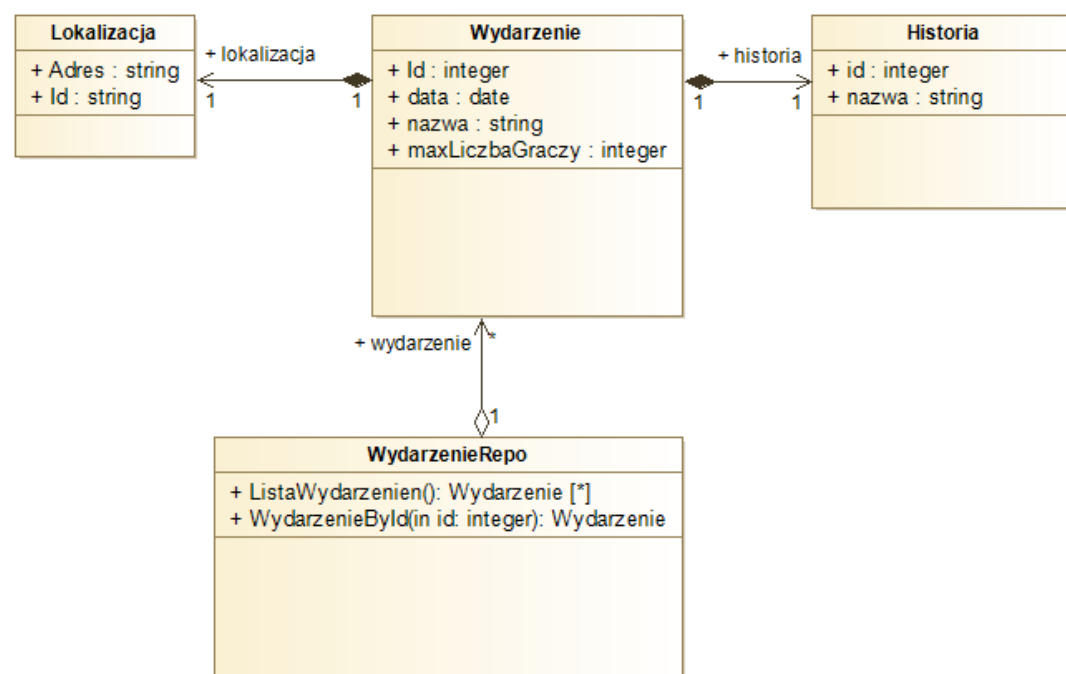 Lokalizacja
+ Adres : string
+ Id : string
+ lokalizacja
1
1
Wydarzenie
+ Id : integer
+ data : date
+ nazwa : string
+ maxLiczbaGraczy : integer
+ historia
1
1
Historia
+ id : integer
+ nazwa : string
+ wydarzenie
*
1
WydarzenieRepo
+ ListaWydarzenien(): Wydarzenie [*]
+ WydarzenieById(in id: integer): Wydarzenie